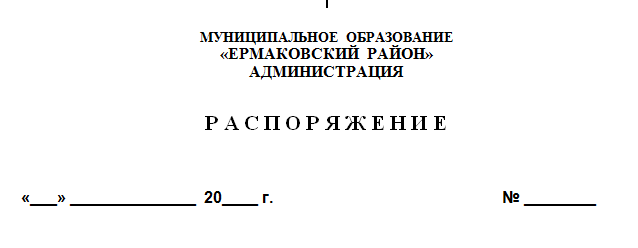 МУНИЦИПАЛЬНОЕ ОБРАЗОВАНИЕ
«ЕРМАКОВСКИЙ РАЙОН»
АДМИНИСТРАЦИЯ
Р А С П О Р Я Ж Е Н И Е
«___» ______________ 20____ г. № ________